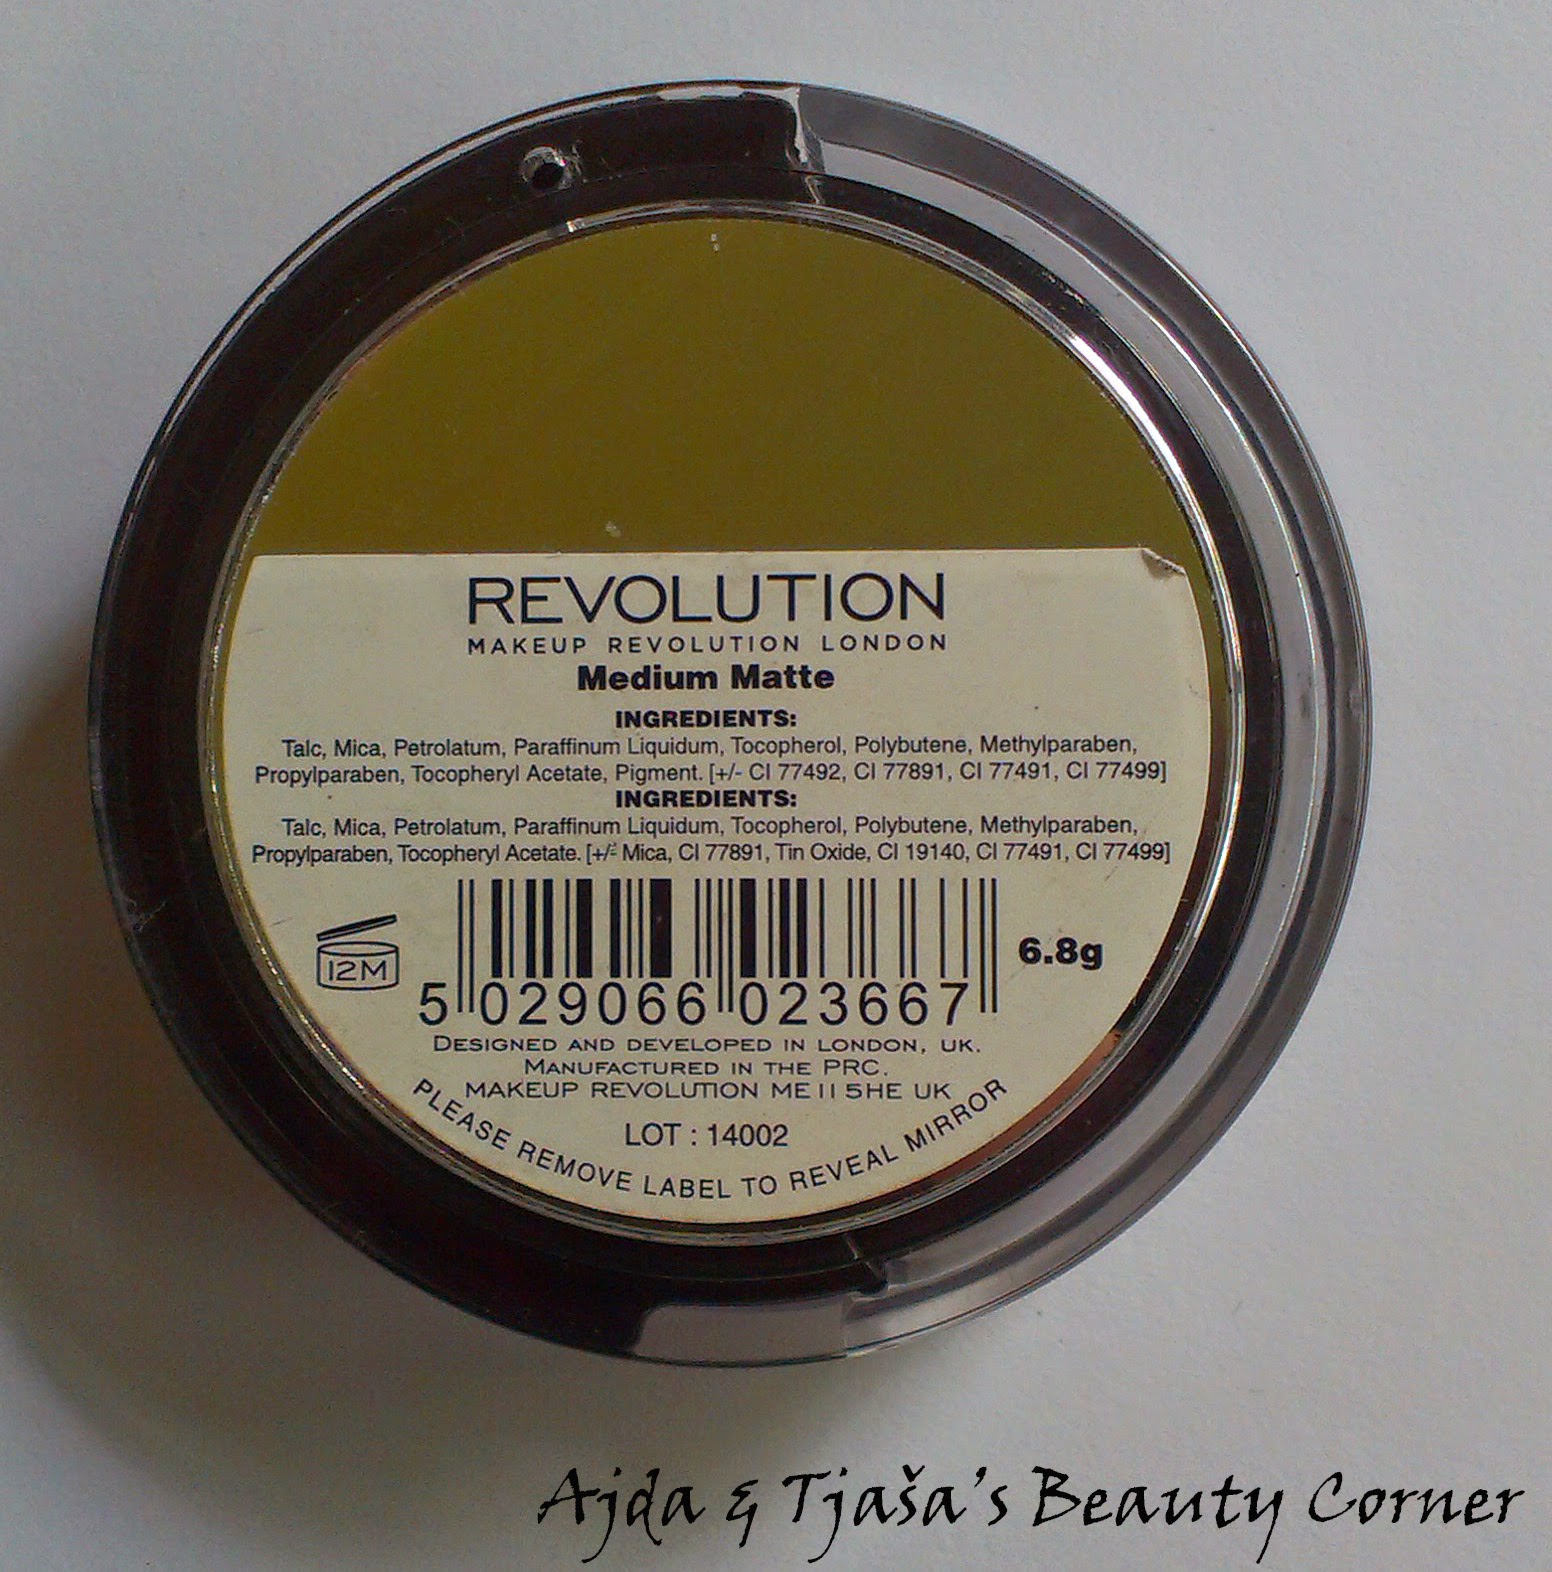 REVOLUTION
MAKEUP REVOLUTION LONDON
Medium Matte
INGREDIENTS:
Talc, Mica, Petrolatum, Paraffinum Liquidum, Tocopherol, Polybutene, Methylparaben,
Propylparaben, Tocopheryl Acetate, Pigment. [+/- CI 77492, CI 77891, CI 77491, CI 77499]
INGREDIENTS:
Talc, Mica, Petrolatum, Paraffinum Liquidum, Tocopherol, Polybutene, Methylparaben,
Propylparaben, Tocopheryl Acetate. [+/- Mica, CI 77891, Tin Oxide, CI 19140, CI 77491, CI 77499]
12M
6.8g
5 029066 023667
DESIGNED AND DEVELOPED IN LONDON, UK.
MANUFACTURED IN THE PRC.
MAKEUP REVOLUTION ME11 5HE UK
LOT : 14002
PLEASE REMOVE LABEL TO REVEAL MIRROR
Ajda & Tjaša's Beauty Corner